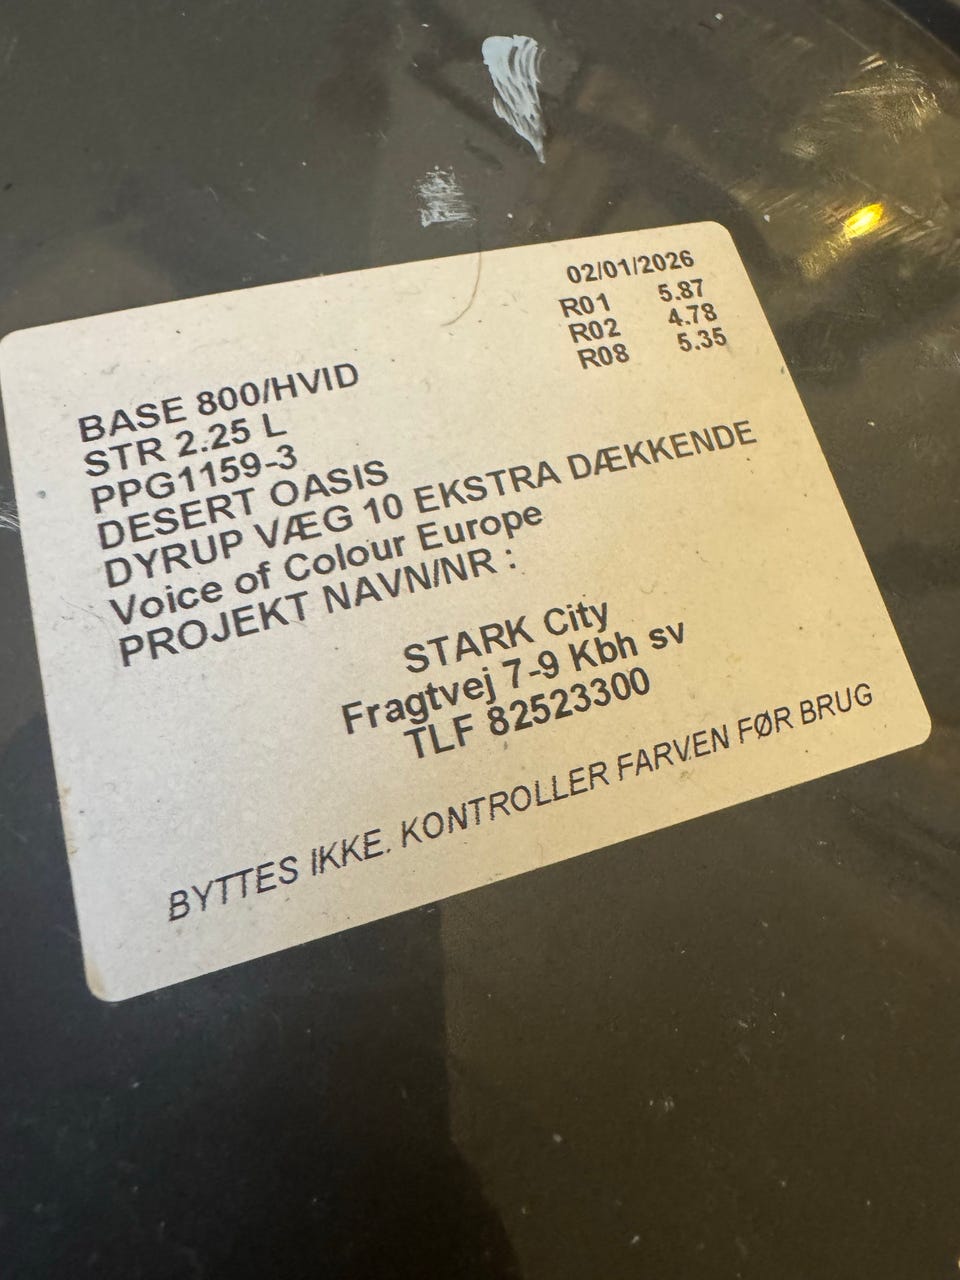 02/01/2026
R01 5.87
R02 4.78
R08 5.35
BASE 800/HVID
STR 2.25 L
PPG1159-3
DESERT OASIS
DYRUP VÆG 10 EKSTRA DÆKKENDE
Voice of Colour Europe
PROJEKT NAVN/NR :
STARK City
Fragtvej 7-9 Kbh sv
TLF 82523300
BYTTES IKKE. KONTROLLER FARVEN FØR BRUG